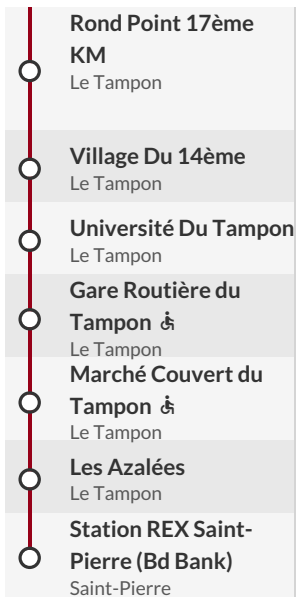 Rond Point 17ème
KM
Le Tampon
Village Du 14ème
Le Tampon
Université Du Tampon
Le Tampon
Gare Routière du
Tampon
Le Tampon
Marché Couvert du
Tampon
Le Tampon
Les Azalées
Le Tampon
Station REX Saint-
Pierre (Bd Bank)
Saint-Pierre